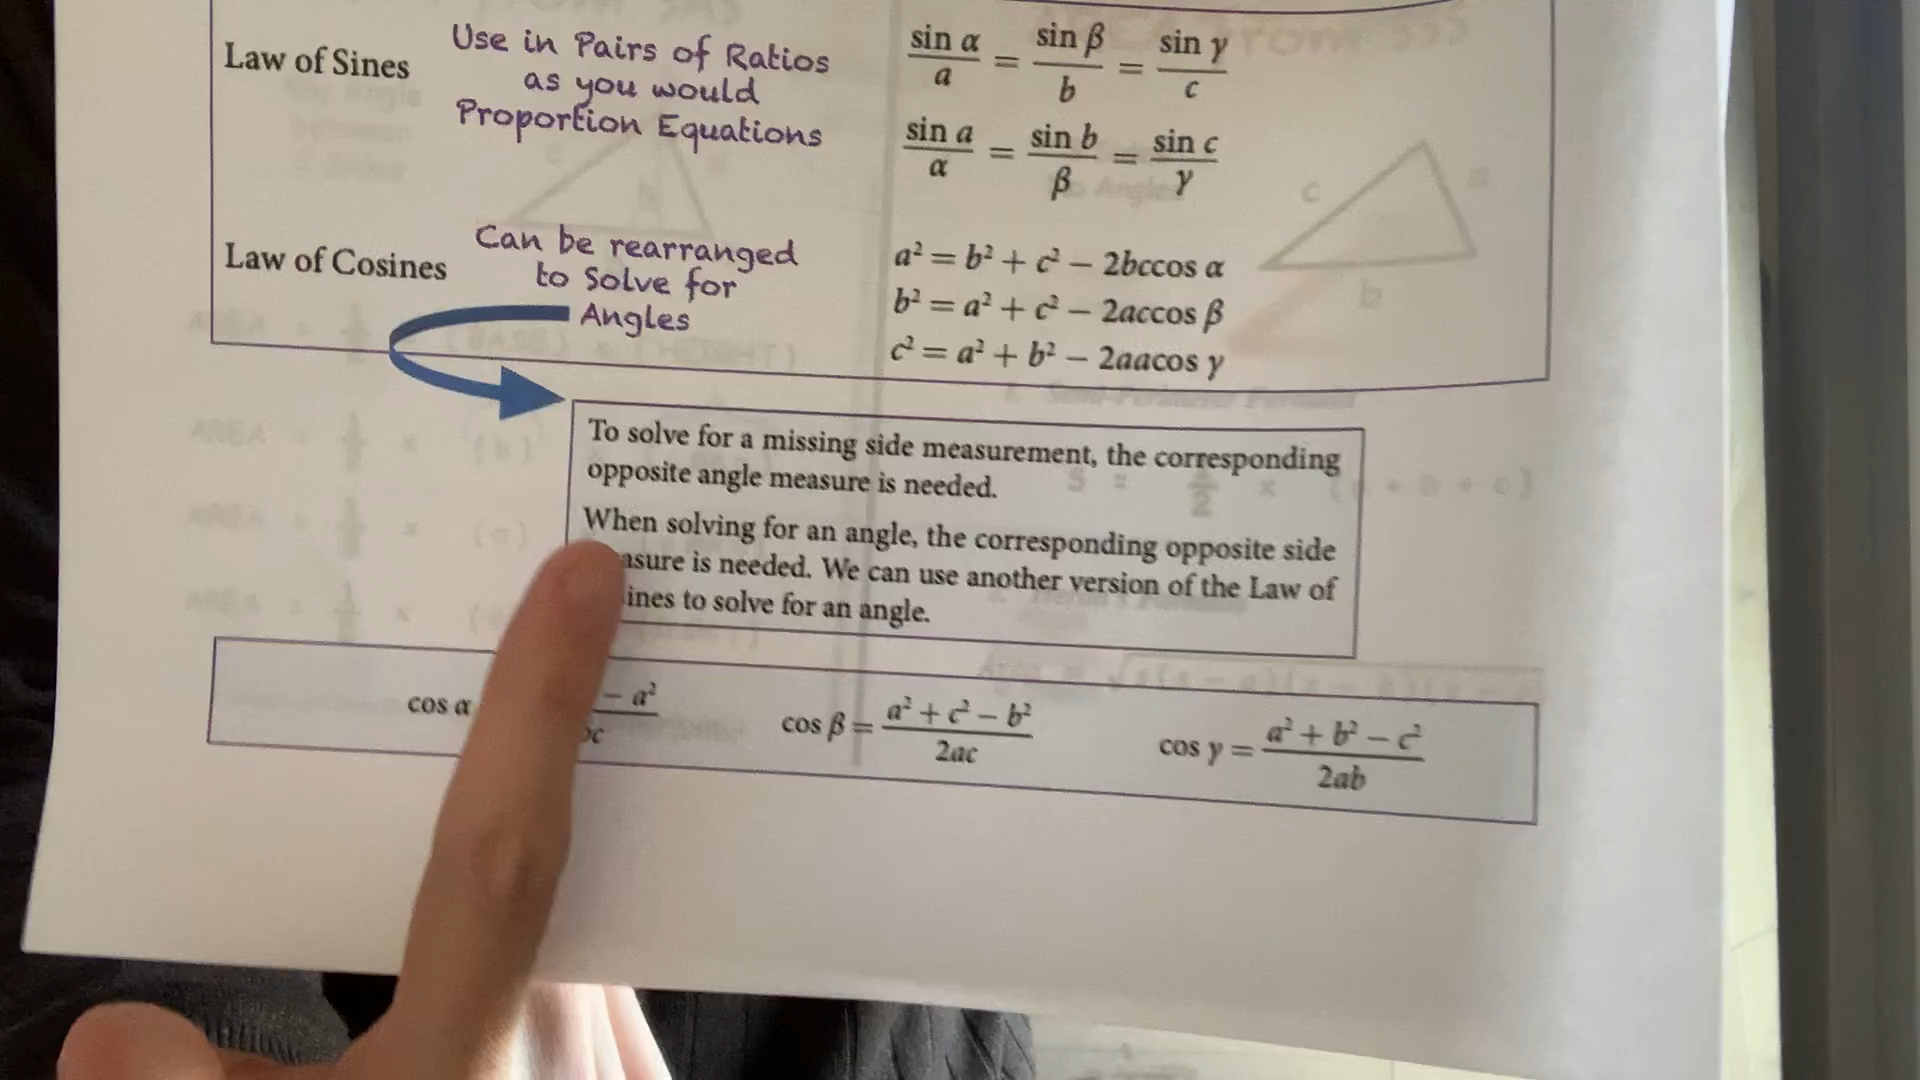 Law of Sines
Use in Pairs of Ratios
as you would
Proportion Equations
sin α / a = sin β / b = sin γ / c
sin a / α = sin b / β = sin c / γ
Law of Cosines
Can be rearranged
to Solve for
Angles
a² = b² + c² − 2bccos α
b² = a² + c² − 2accos β
c² = a² + b² − 2aacos γ
c
b
To solve for a missing side measurement, the corresponding
opposite angle measure is needed.
When solving for an angle, the corresponding opposite side
asure is needed. We can use another version of the Law of
ines to solve for an angle.
cos α − a² / c
cos β = a² + c² − b² / 2ac
cos γ = a² + b² − c² / 2ab